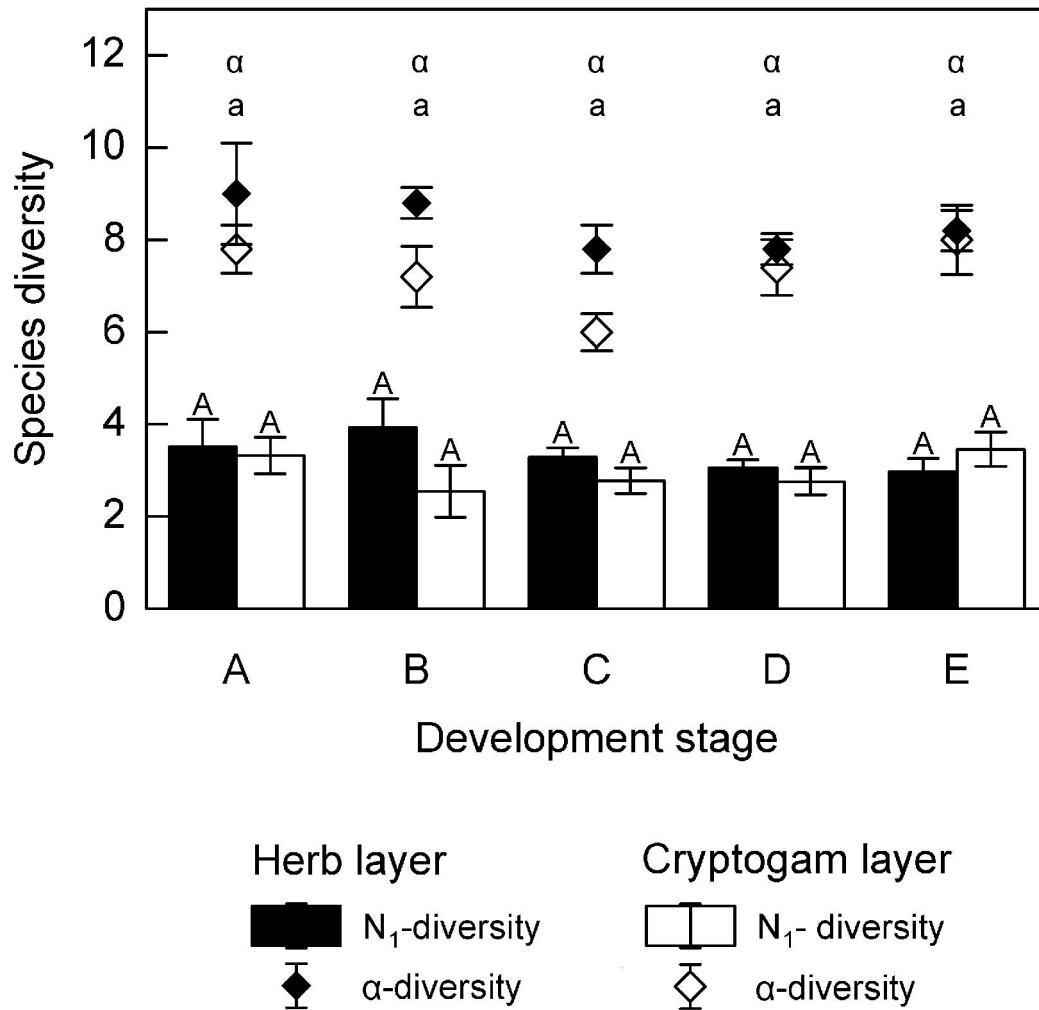 Species diversity
12
10
8
6
4
2
0
α α α α α
a a a a a
A A A A A A A A A A
A B C D E
Development stage
Herb layer Cryptogam layer
N₁-diversity N₁- diversity
α-diversity α-diversity